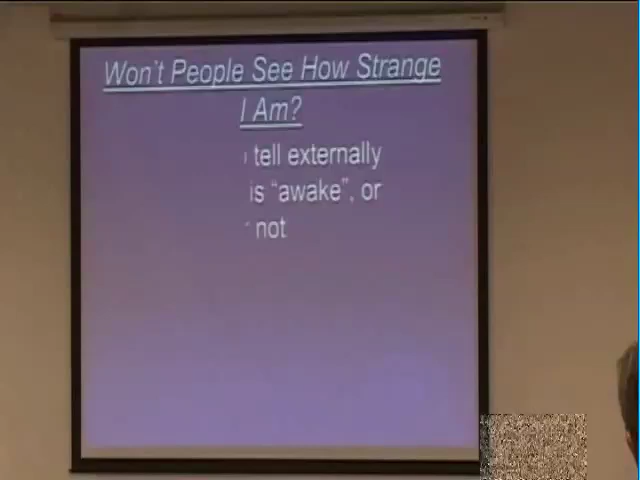 Won't People See How Strange
I Am?
tell externally
is "awake", or
not